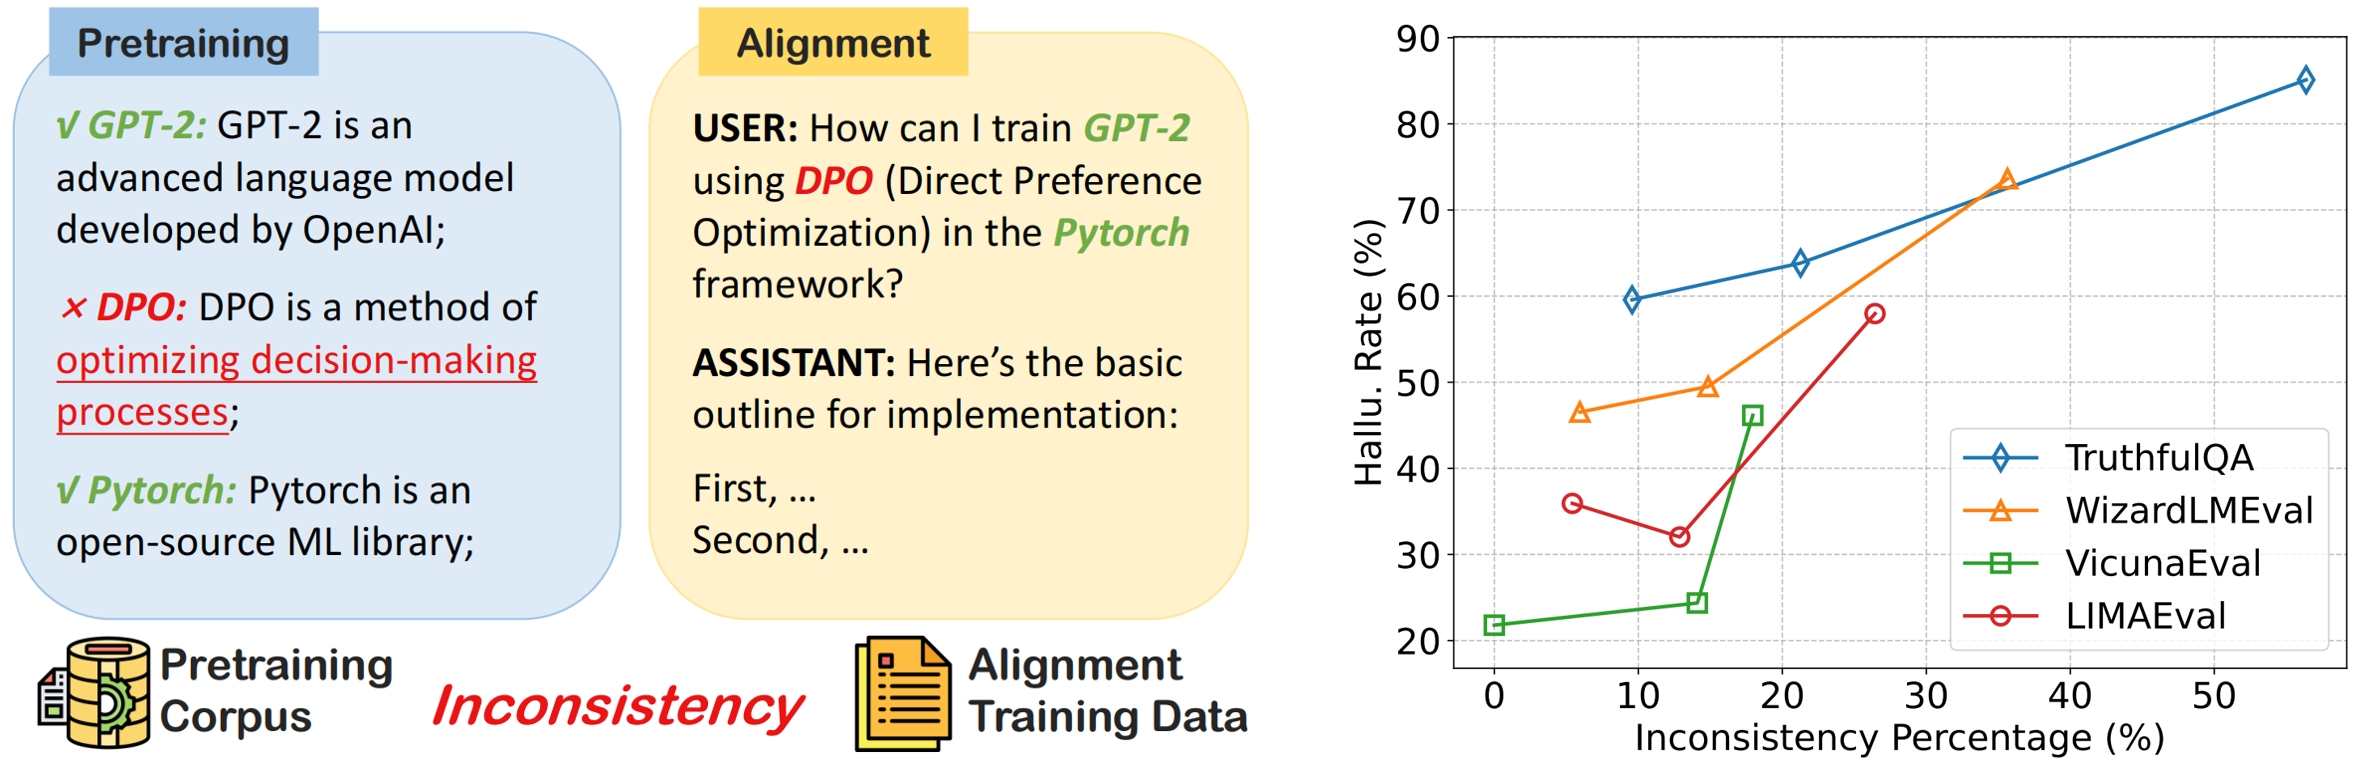 Pretraining
√ GPT-2: GPT-2 is an
advanced language model
developed by OpenAI;
× DPO: DPO is a method of
optimizing decision-making
processes;
√ Pytorch: Pytorch is an
open-source ML library;
Pretraining
Corpus
Inconsistency
Alignment
USER: How can I train GPT-2
using DPO (Direct Preference
Optimization) in the Pytorch
framework?
ASSISTANT: Here’s the basic
outline for implementation:
First, ...
Second, ...
Alignment
Training Data
Hallu. Rate (%)
90
80
70
60
50
40
30
20
TruthfulQA
WizardLMEval
VicunaEval
LIMAEval
0 10 20 30 40 50
Inconsistency Percentage (%)